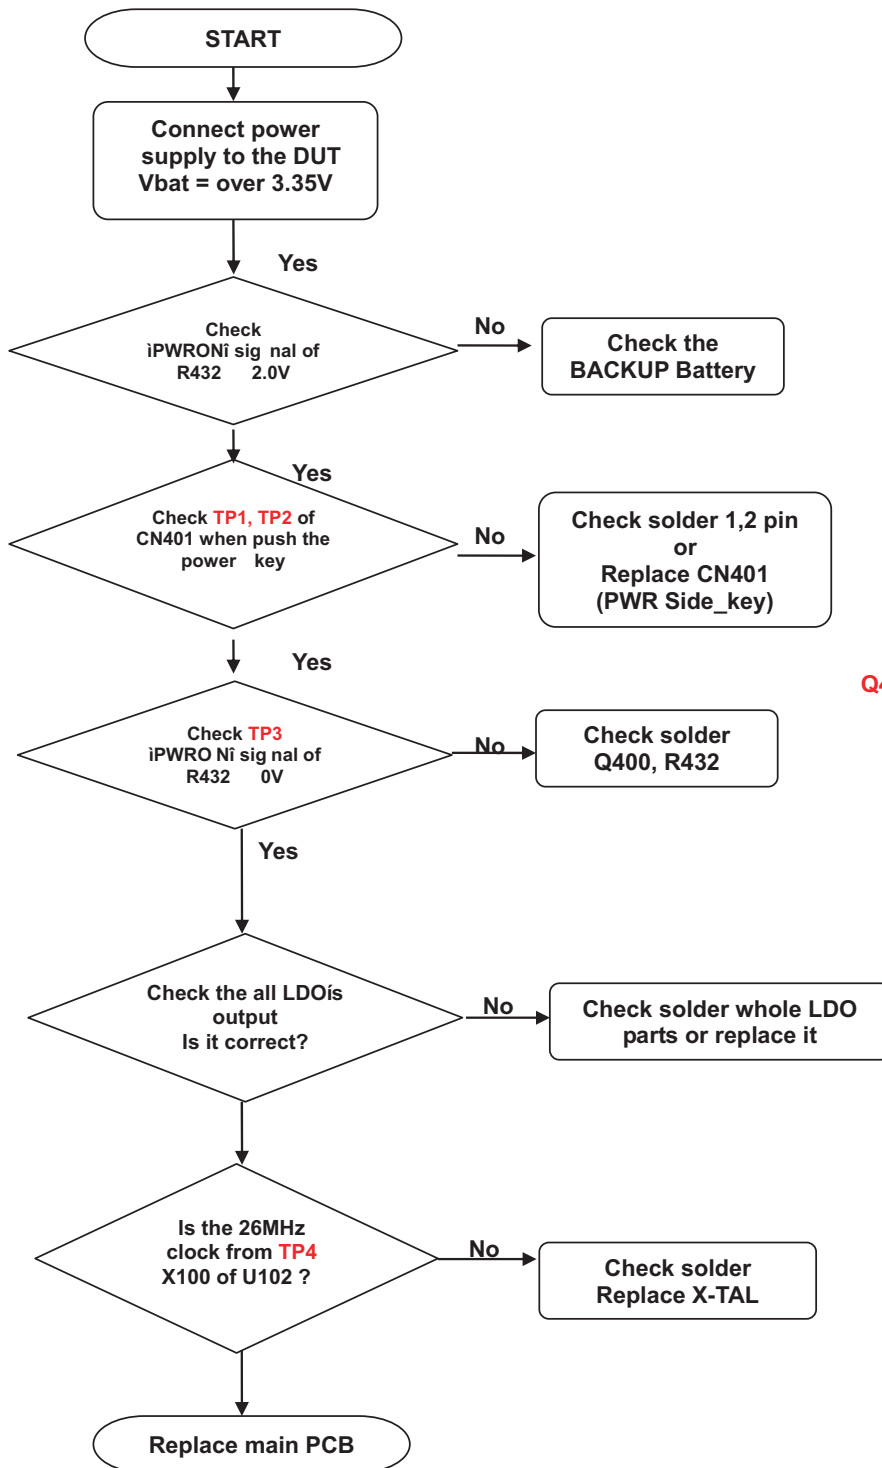 START
Connect power
supply to the DUT
Vbat = over 3.35V
Yes
Check
ìPWRONî sig nal of
R432 2.0V
No
Check the
BACKUP Battery
Yes
Check TP1, TP2 of
CN401 when push the
power key
No
Check solder 1,2 pin
or
Replace CN401
(PWR Side_key)
Yes
Q4
Check TP3
ìPWRO Nî sig nal of
R432 0V
No
Check solder
Q400, R432
Yes
Check the all LDOís
output
Is it correct?
No
Check solder whole LDO
parts or replace it
Is the 26MHz
clock from TP4
X100 of U102 ?
No
Check solder
Replace X-TAL
Replace main PCB